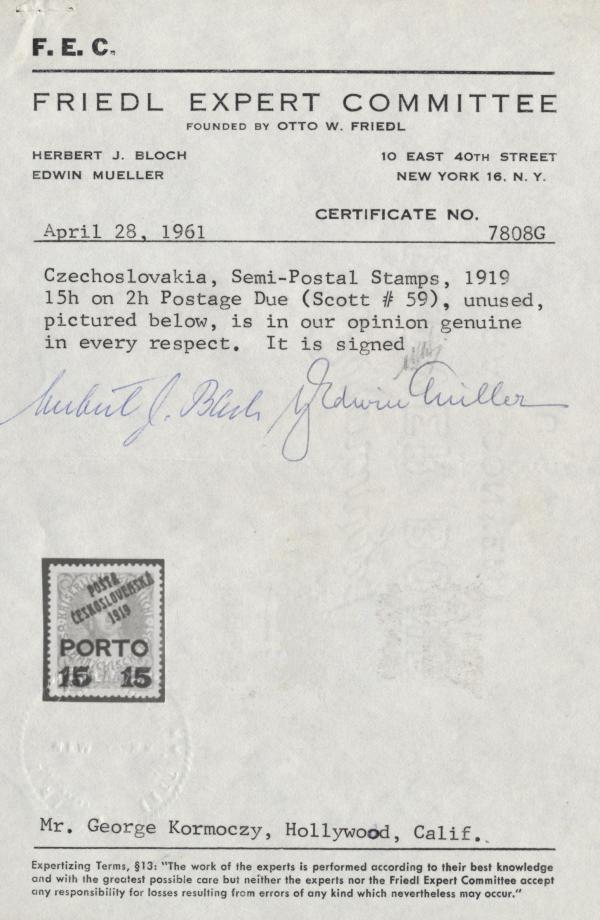 F. E. C.
FRIEDL EXPERT COMMITTEE
FOUNDED BY OTTO W. FRIEDL
HERBERT J. BLOCH
EDWIN MUELLER
10 EAST 40TH STREET
NEW YORK 16, N. Y.
CERTIFICATE NO.
April 28, 1961 7808G
Czechoslovakia, Semi-Postal Stamps, 1919
15h on 2h Postage Due (Scott # 59), unused,
pictured below, is in our opinion genuine
in every respect. It is signed
Herbert J. Bloch Edwin Mueller
POŠTA
ČESKOSLOVENSKÁ
1919
PORTO
15 15
Mr. George Kormoczy, Hollywood, Calif.
Expertizing Terms, §13: "The work of the experts is performed according to their best knowledge
and with the greatest possible care but neither the experts nor the Friedl Expert Committee accept
any responsibility for losses resulting from errors of any kind which nevertheless may occur."